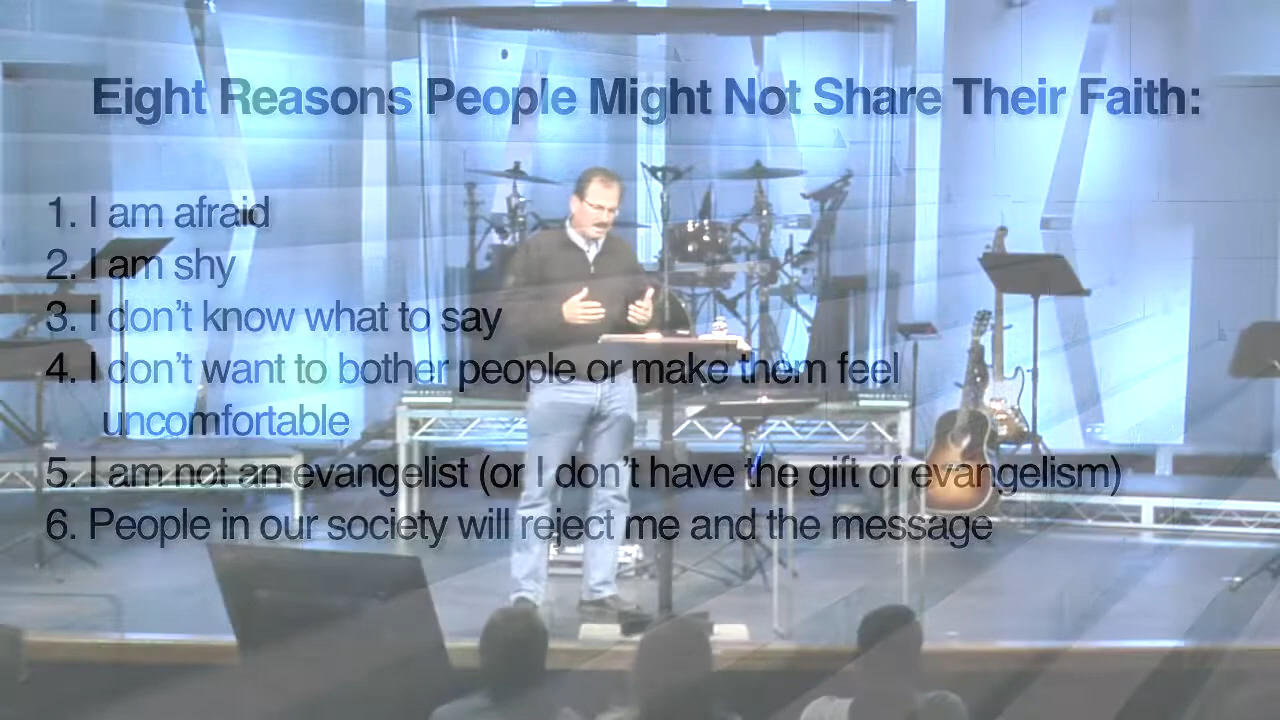 Eight Reasons People Might Not Share Their Faith:
1. I am afraid
2. I am shy
3. I don’t know what to say
4. I don’t want to bother people or make them feel
uncomfortable
5. I am not an evangelist (or I don’t have the gift of evangelism)
6. People in our society will reject me and the message